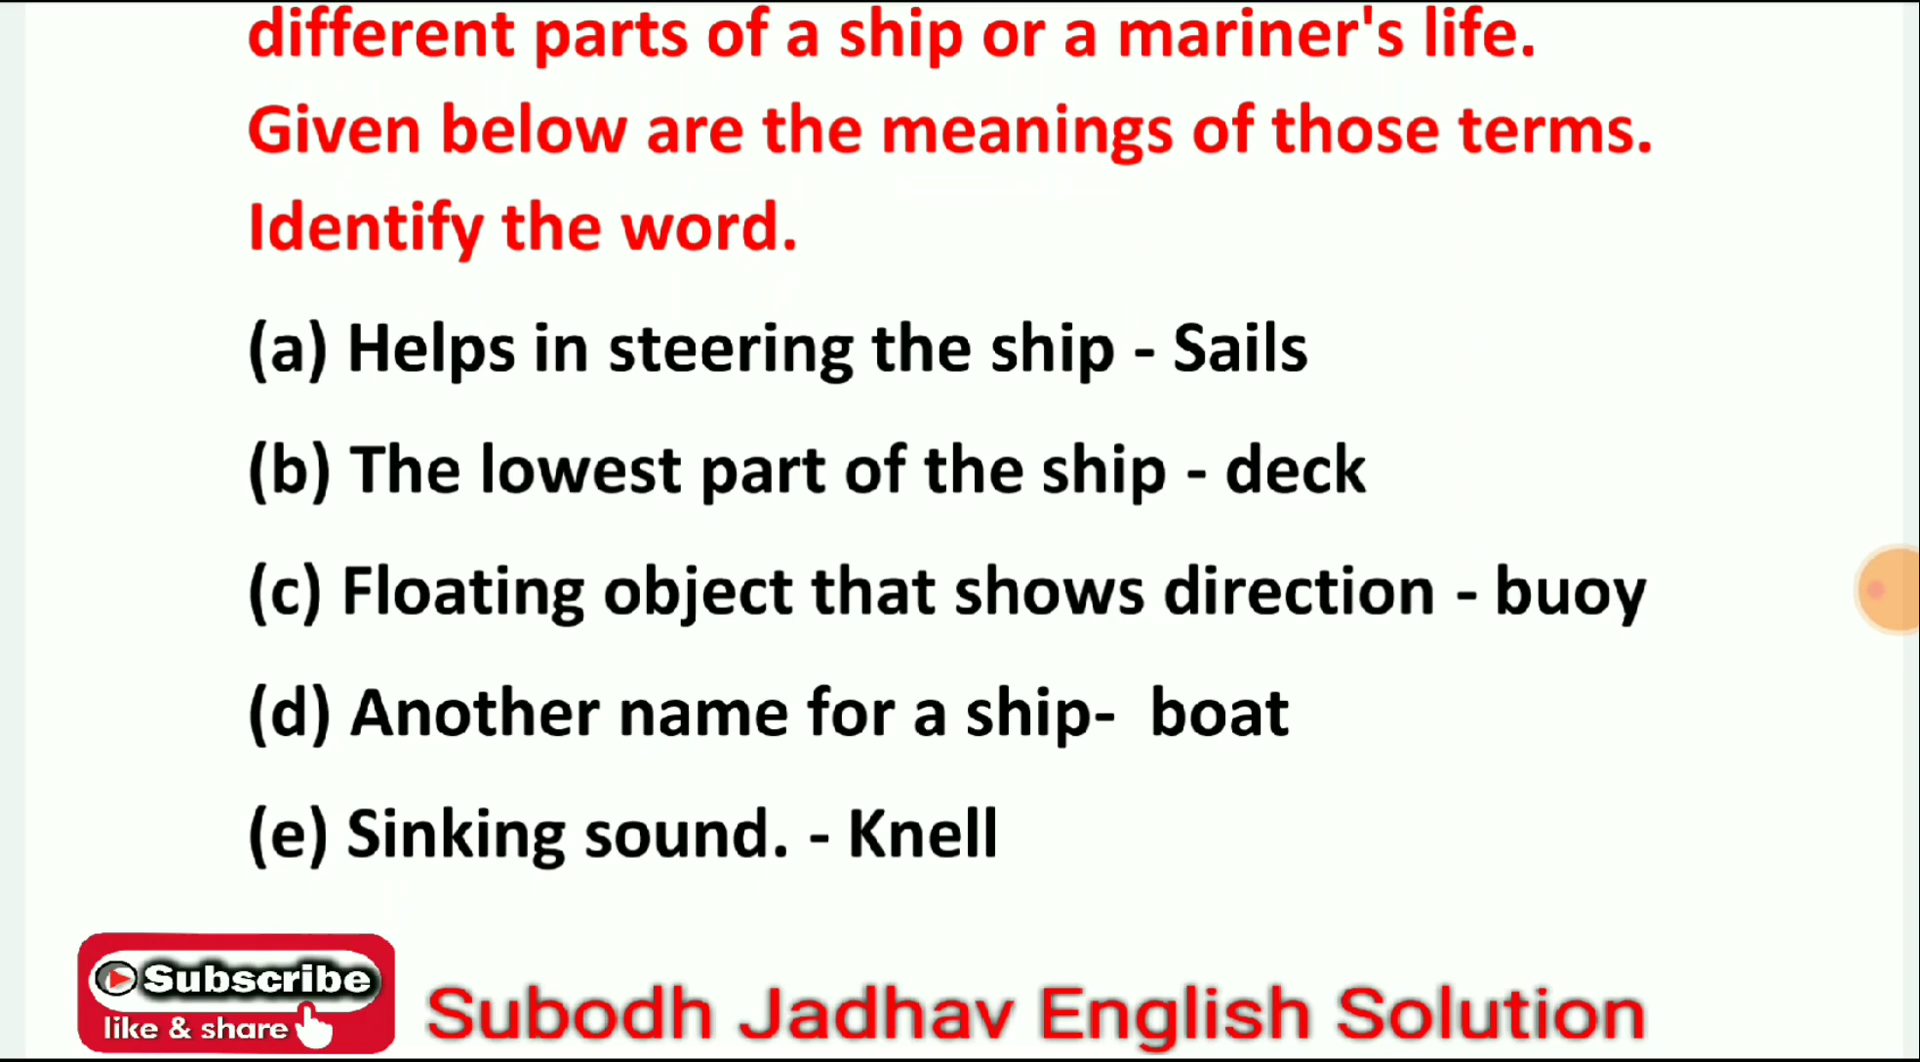 different parts of a ship or a mariner's life.
Given below are the meanings of those terms.
Identify the word.
(a) Helps in steering the ship - Sails
(b) The lowest part of the ship - deck
(c) Floating object that shows direction - buoy
(d) Another name for a ship-  boat
(e) Sinking sound. - Knell
Subscribe
like & share
Subodh Jadhav English Solution